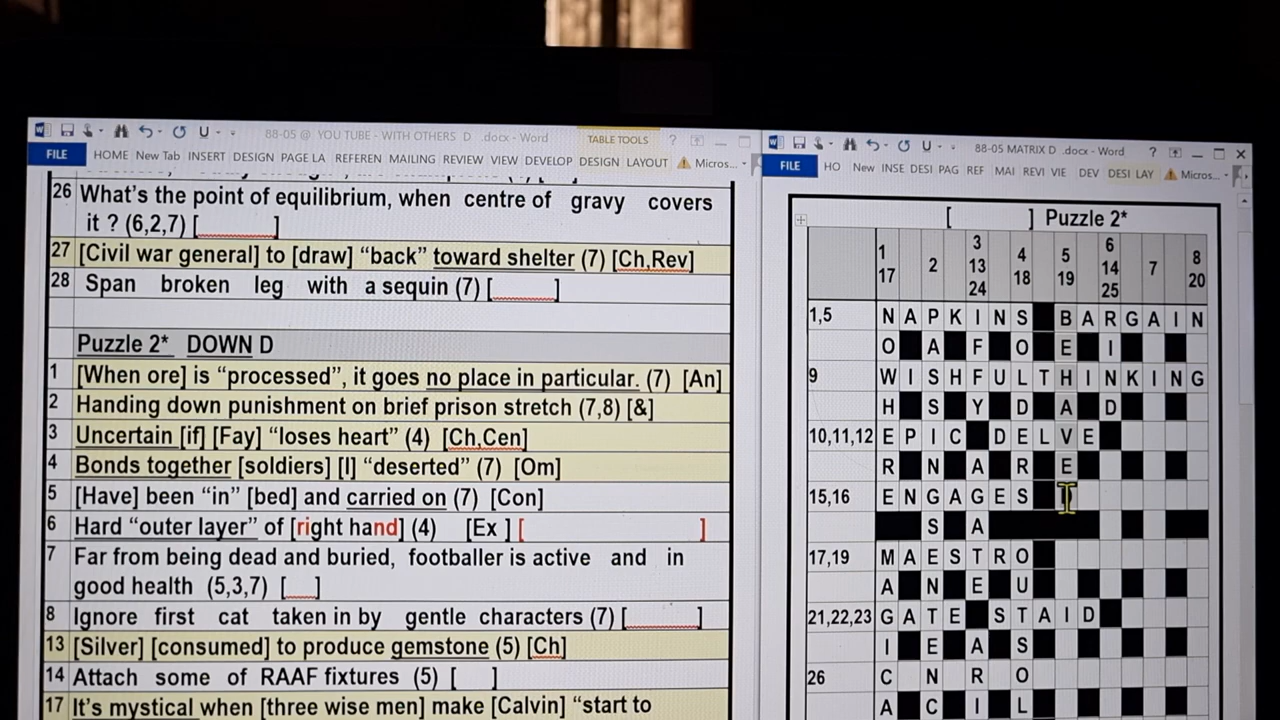 88-05 @ YOU TUBE - WITH OTHERS D .docx - Word
TABLE TOOLS
FILE HOME New Tab INSERT DESIGN PAGE LA REFEREN MAILING REVIEW VIEW DEVELOP DESIGN LAYOUT Micros...
26 What's the point of equilibrium, when centre of gravy covers
it ? (6,2,7) [ ]
27 [Civil war general] to [draw] “back” toward shelter (7) [Ch,Rev]
28 Span broken leg with a sequin (7) [ ]
Puzzle 2* DOWN D
1 [When ore] is “processed”, it goes no place in particular. (7) [An]
2 Handing down punishment on brief prison stretch (7,8) [&]
3 Uncertain [if] [Fay] “loses heart” (4) [Ch,Cen]
4 Bonds together [soldiers] [I] “deserted” (7) [Om]
5 [Have] been “in” [bed] and carried on (7) [Con]
6 Hard “outer layer” of [right hand] (4) [Ex ] [ ]
7 Far from being dead and buried, footballer is active and in
good health (5,3,7) [ ]
8 Ignore first cat taken in by gentle characters (7) [ ]
13 [Silver] [consumed] to produce gemstone (5) [Ch]
14 Attach some of RAAF fixtures (5) [ ]
17 It's mystical when [three wise men] make [Calvin] “start to
88-05 MATRIX D .docx - Word
FILE HO New INSE DESI PAG REF MAI REVI VIE DEV DESI LAY Micros...
[ ] Puzzle 2*
1 17 2 3 13 24 4 18 5 19 6 14 25 7 8 20
1,5 N A P K I N S B A R G A I N
O A F O E I
9 W I S H F U L T H I N K I N G
H S Y D A D
10,11,12 E P I C D E L V E
R N A R E
15,16 E N G A G E S
S A
17,19 M A E S T R O
A N E U
21,22,23 G A T E S T A I D
I E A S
26 C N R O
A C I L